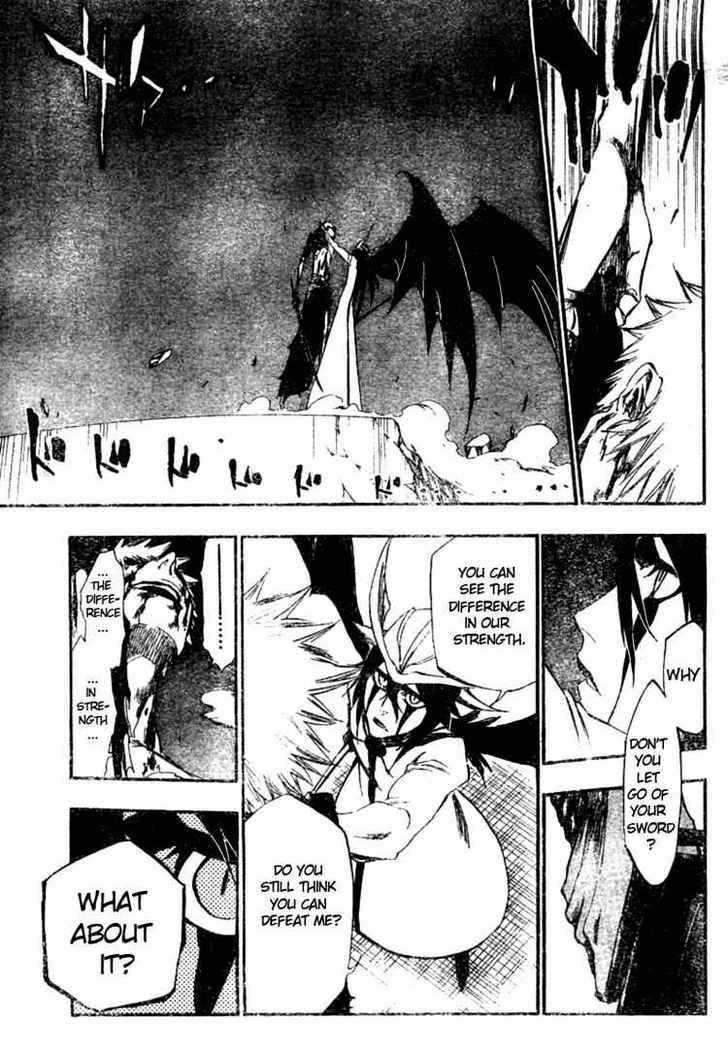 WHY
DON'T
YOU
LET
GO OF
YOUR
SWORD
?
YOU CAN
SEE THE
DIFFERENCE
IN OUR
STRENGTH.
DO YOU
STILL THINK
YOU CAN
DEFEAT ME?
.........
...
THE
DIFFE-
RENCE
...
...
IN
STRE-
NGTH
...
WHAT
ABOUT
IT?